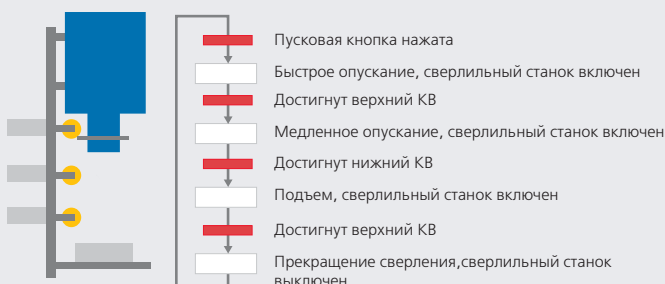 Пусковая кнопка нажата
Быстрое опускание, сверлильный станок включен
Достигнут верхний КВ
Медленное опускание, сверлильный станок включен
Достигнут нижний КВ
Подъем, сверлильный станок включен
Достигнут верхний КВ
Прекращение сверления,сверлильный станок
выключен